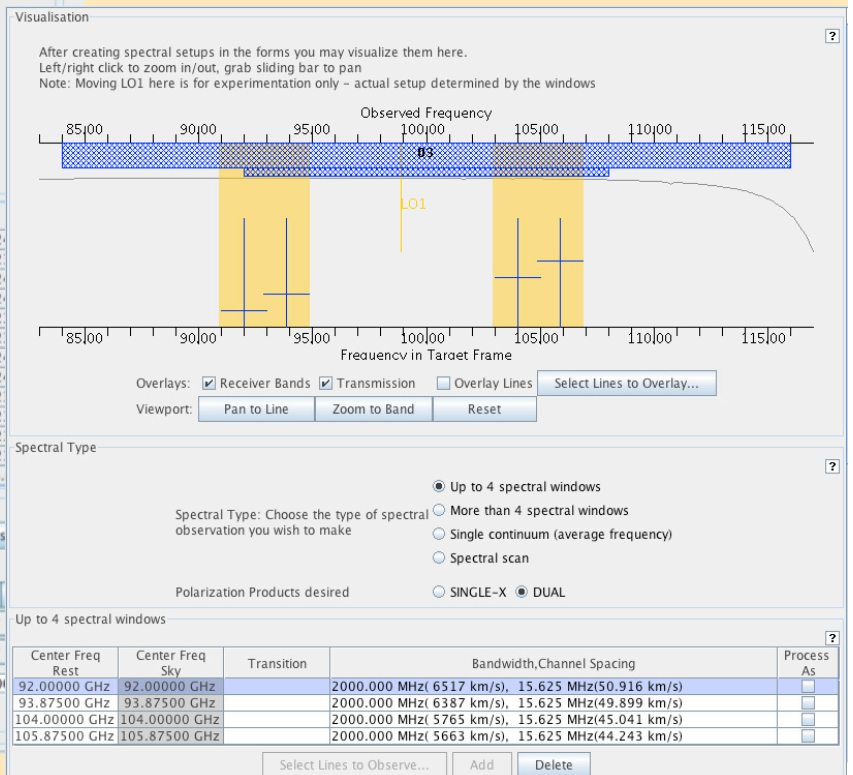 Visualisation
?
After creating spectral setups in the forms you may visualize them here.
Left/right click to zoom in/out, grab sliding bar to pan
Note: Moving LO1 here is for experimentation only – actual setup determined by the windows
Observed Frequency
85|00 90|00 95|00 100|00 105|00 110|00 115|00
03
LO1
85|00 90|00 95|00 100|00 105|00 110|00 115|00
Frequency in Target Frame
Overlays: Receiver Bands Transmission Overlay Lines Select Lines to Overlay...
Viewport: Pan to Line Zoom to Band Reset
Spectral Type
?
Up to 4 spectral windows
More than 4 spectral windows
Spectral Type: Choose the type of spectral
observation you wish to make
Single continuum (average frequency)
Spectral scan
Polarization Products desired SINGLE-X DUAL
Up to 4 spectral windows
?
Center Freq Rest Center Freq Sky Transition Bandwidth,Channel Spacing Process As
92.00000 GHz 92.00000 GHz 2000.000 MHz( 6517 km/s), 15.625 MHz(50.916 km/s)
93.87500 GHz 93.87500 GHz 2000.000 MHz( 6387 km/s), 15.625 MHz(49.899 km/s)
104.00000 GHz 104.00000 GHz 2000.000 MHz( 5765 km/s), 15.625 MHz(45.041 km/s)
105.87500 GHz 105.87500 GHz 2000.000 MHz( 5663 km/s), 15.625 MHz(44.243 km/s)
Select Lines to Observe... Add Delete